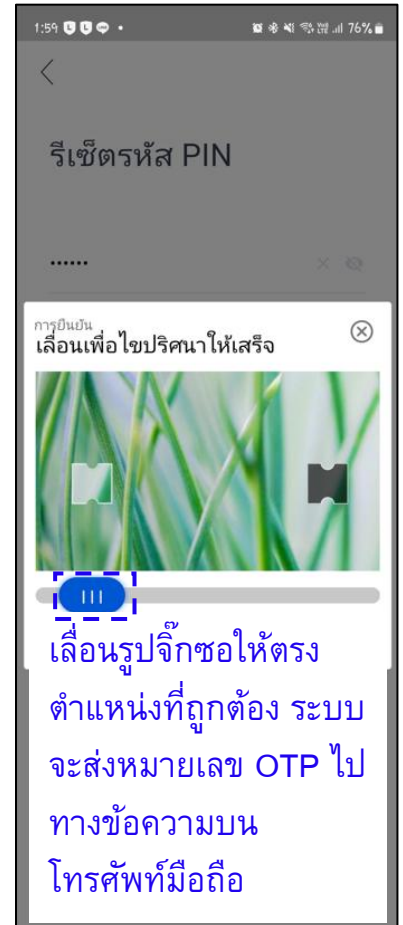 1:59 76%
รีเซ็ตรหัส PIN
••••••
การยืนยัน
เลื่อนเพื่อไขปริศนาให้เสร็จ
เลื่อนรูปจิ๊กซอให้ตรง
ตำแหน่งที่ถูกต้อง ระบบ
จะส่งหมายเลข OTP ไป
ทางข้อความบน
โทรศัพท์มือถือ